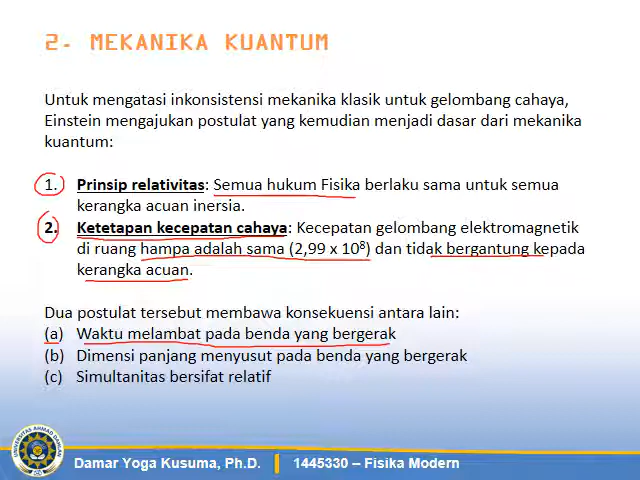 2. MEKANIKA KUANTUM
Untuk mengatasi inkonsistensi mekanika klasik untuk gelombang cahaya,
Einstein mengajukan postulat yang kemudian menjadi dasar dari mekanika
kuantum:
1. Prinsip relativitas: Semua hukum Fisika berlaku sama untuk semua
kerangka acuan inersia.
2. Ketetapan kecepatan cahaya: Kecepatan gelombang elektromagnetik
di ruang hampa adalah sama (2,99 x 10⁸) dan tidak bergantung kepada
kerangka acuan.
Dua postulat tersebut membawa konsekuensi antara lain:
(a) Waktu melambat pada benda yang bergerak
(b) Dimensi panjang menyusut pada benda yang bergerak
(c) Simultanitas bersifat relatif
UNIVERSITAS AHMAD DAHLAN
Damar Yoga Kusuma, Ph.D. 1445330 – Fisika Modern